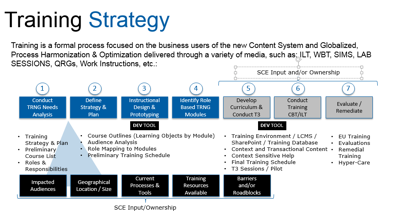 Training Strategy
Training is a formal process focused on the business users of the new Content System and Globalized,
Process Harmonization & Optimization delivered through a variety of media, such as: ILT, WBT, SIMS, LAB
SESSIONS, QRGs, Work Instructions, etc.:
SCE Input and/or Ownership
1
2
3
4
5
6
7
Conduct
TRNG Needs
Analysis
Define
Strategy &
Plan
Instructional
Design &
Prototyping
Identify Role
Based TRNG
Modules
Develop
Curriculum &
Conduct T3
Conduct
Training
CBT/ILT
Evaluate /
Remediate
DEV TOOL
DEV TOOL
• Training
Strategy & Plan
• Preliminary
Course List
• Roles &
Responsibilities
• Course Outlines (Learning Objects by Module)
• Audience Analysis
• Role Mapping to Modules
• Preliminary Training Schedule
• Training Environment / LCMS /
SharePoint / Training Database
• Context and Transactional Content
• Context Sensitive Help
• Final Training Schedule
• T3 Sessions / Pilot
• EU Training
• Evaluations
• Remedial
Training
• Hyper-Care
Impacted
Audiences
Geographical
Location / Size
Current
Processes
& Tools
Training
Resources
Available
Barriers
and/or
Roadblocks
SCE Input/Ownership